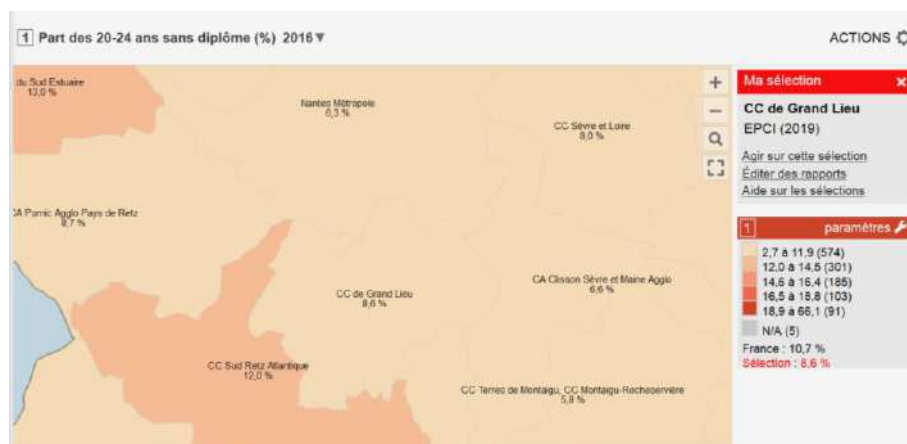 1 Part des 20-24 ans sans diplôme (%) 2016 ▼
ACTIONS
du Sud Estuaire
13,0 %
Nantes Métropole
6,3 %
CC Sèvre et Loire
8,0 %
CA Pornic Agglo Pays de Retz
8,7 %
CC de Grand Lieu
8,6 %
CA Clisson Sèvre et Maine Agglo
6,6 %
CC Sud Retz Atlantique
12,0 %
CC Terres de Montaigu, CC Montaigu-Rocheservière
5,8 %
Ma sélection
CC de Grand Lieu
EPCI (2019)
Agir sur cette sélection
Éditer des rapports
Aide sur les sélections
1 paramètres
2,7 à 11,9 (574)
12,0 à 14,5 (301)
14,6 à 16,4 (185)
16,5 à 18,8 (103)
18,9 à 66,1 (91)
N/A (5)
France : 10,7 %
Sélection : 8,6 %